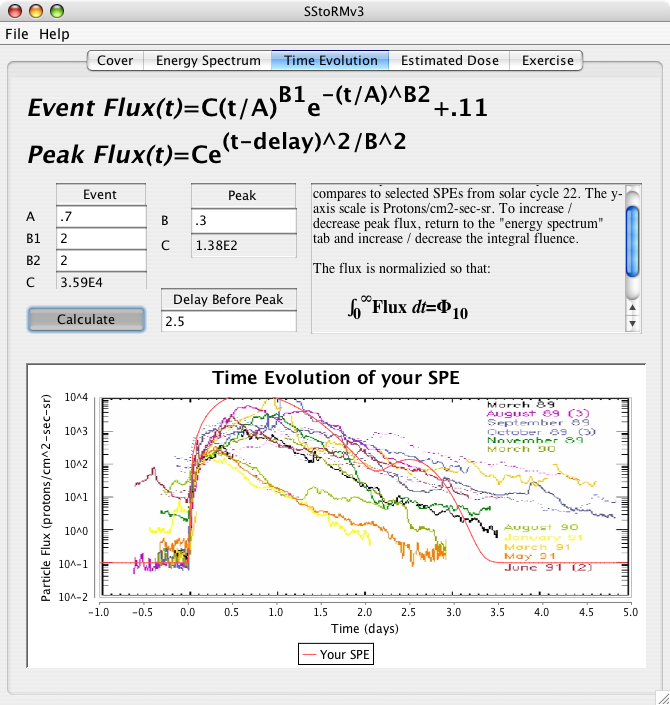 SStoRMv3
File Help
Cover Energy Spectrum Time Evolution Estimated Dose Exercise
Event Flux(t)=C(t/A)^B1 e^-(t/A)^B2+.11
Peak Flux(t)=Ce^(t-delay)^2/B^2
Event
A .7
B1 2
B2 2
C 3.59E4
Calculate
Peak
B .3
C 1.38E2
Delay Before Peak
2.5
compares to selected SPEs from solar cycle 22. The y-
axis scale is Protons/cm2-sec-sr. To increase /
decrease peak flux, return to the "energy spectrum"
tab and increase / decrease the integral fluence.
The flux is normalizied so that:
∫0^∞ Flux dt=Φ10
Time Evolution of your SPE
Particle Flux (protons/cm^2-sec-sr)
10^4
10^3
10^2
10^1
10^0
10^-1
10^-2
March 89
August 89 (3)
September 89
October 89 (3)
November 89
March 90
August 90
January 91
March 91
May 91
June 91 (2)
-1.0 -0.5 0.0 0.5 1.0 1.5 2.0 2.5 3.0 3.5 4.0 4.5 5.0
Time (days)
Your SPE